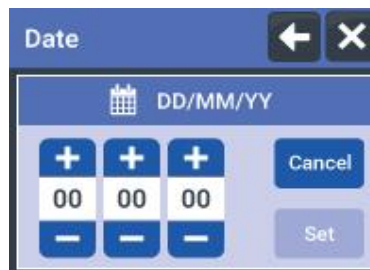 Date
DD/MM/YY
+ + +
00 00 00
- - -
Cancel
Set